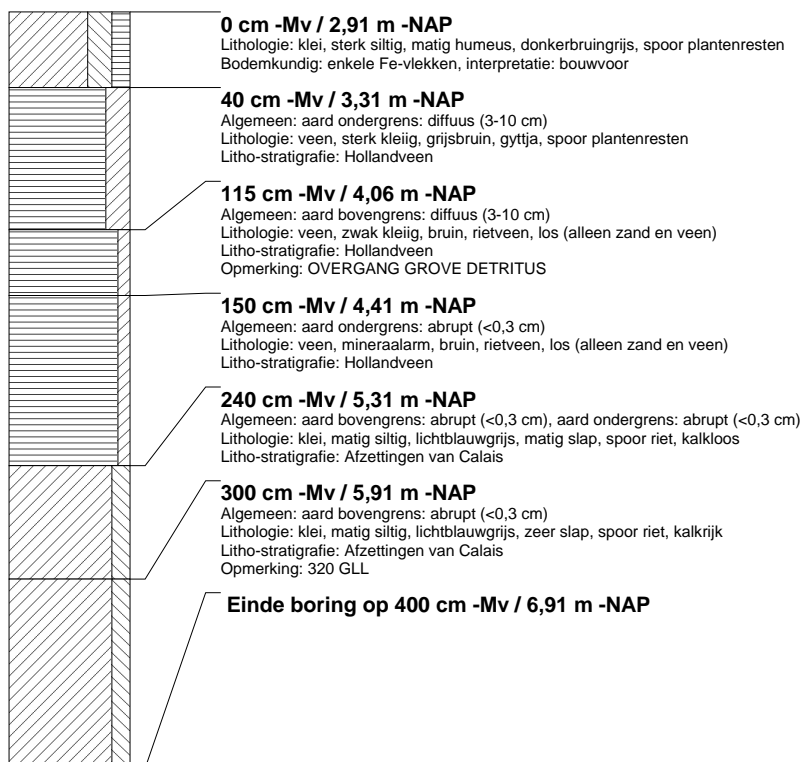 0 cm -Mv / 2,91 m -NAP
Lithologie: klei, sterk siltig, matig humeus, donkerbruingrijs, spoor plantenresten
Bodemkundig: enkele Fe-vlekken, interpretatie: bouwvoor
40 cm -Mv / 3,31 m -NAP
Algemeen: aard ondergrens: diffuus (3-10 cm)
Lithologie: veen, sterk kleiig, grijsbruin, gyttja, spoor plantenresten
Litho-stratigrafie: Hollandveen
115 cm -Mv / 4,06 m -NAP
Algemeen: aard bovengrens: diffuus (3-10 cm)
Lithologie: veen, zwak kleiig, bruin, rietveen, los (alleen zand en veen)
Litho-stratigrafie: Hollandveen
Opmerking: OVERGANG GROVE DETRITUS
150 cm -Mv / 4,41 m -NAP
Algemeen: aard ondergrens: abrupt (<0,3 cm)
Lithologie: veen, mineraalarm, bruin, rietveen, los (alleen zand en veen)
Litho-stratigrafie: Hollandveen
240 cm -Mv / 5,31 m -NAP
Algemeen: aard bovengrens: abrupt (<0,3 cm), aard ondergrens: abrupt (<0,3 cm)
Lithologie: klei, matig siltig, lichtblauwgrijs, matig slap, spoor riet, kalkloos
Litho-stratigrafie: Afzettingen van Calais
300 cm -Mv / 5,91 m -NAP
Algemeen: aard bovengrens: abrupt (<0,3 cm)
Lithologie: klei, matig siltig, lichtblauwgrijs, zeer slap, spoor riet, kalkrijk
Litho-stratigrafie: Afzettingen van Calais
Opmerking: 320 GLL
Einde boring op 400 cm -Mv / 6,91 m -NAP